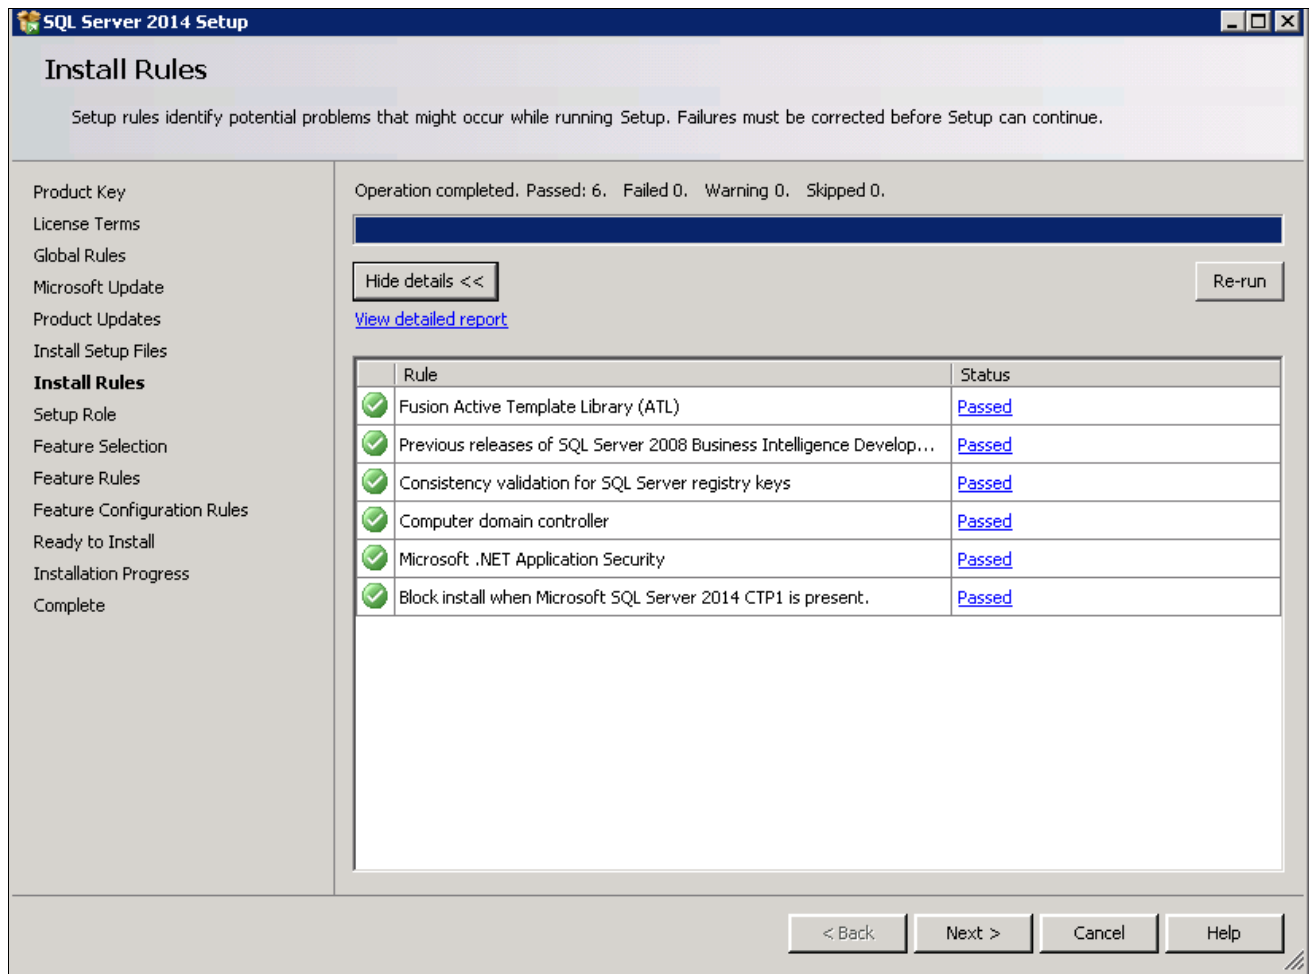 SQL Server 2014 Setup
Install Rules
Setup rules identify potential problems that might occur while running Setup. Failures must be corrected before Setup can continue.
Product Key
License Terms
Global Rules
Microsoft Update
Product Updates
Install Setup Files
Install Rules
Setup Role
Feature Selection
Feature Rules
Feature Configuration Rules
Ready to Install
Installation Progress
Complete
Operation completed. Passed: 6. Failed 0. Warning 0. Skipped 0.
Hide details <<
Re-run
View detailed report
Rule Status
Fusion Active Template Library (ATL) Passed
Previous releases of SQL Server 2008 Business Intelligence Develop... Passed
Consistency validation for SQL Server registry keys Passed
Computer domain controller Passed
Microsoft .NET Application Security Passed
Block install when Microsoft SQL Server 2014 CTP1 is present. Passed
< Back Next > Cancel Help